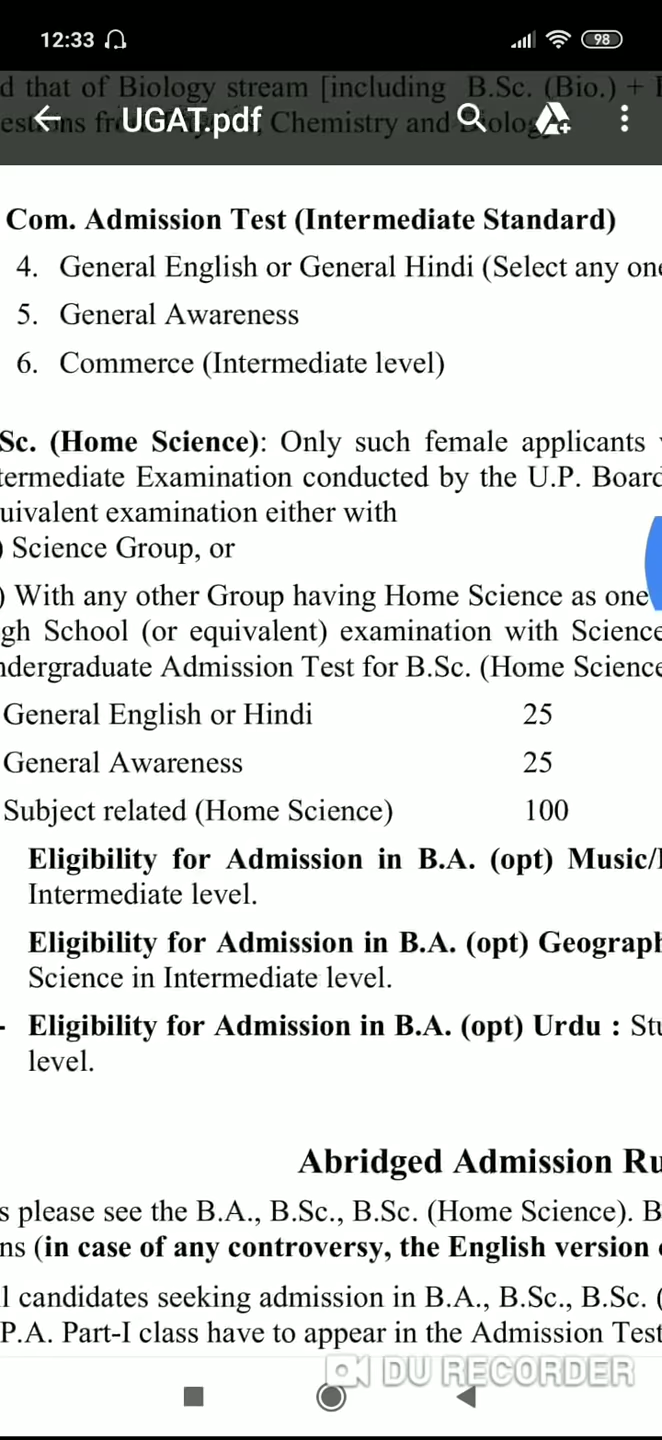 12:33
98
d that of Biology stream [including B.Sc. (Bio.) +
Chemistry and
UGAT.pdf
Com. Admission Test (Intermediate Standard)
4. General English or General Hindi (Select any one
5. General Awareness
6. Commerce (Intermediate level)
Sc. (Home Science): Only such female applicants
termediate Examination conducted by the U.P. Board
uivalent examination either with
) Science Group, or
) With any other Group having Home Science as one
gh School (or equivalent) examination with Science
ndergraduate Admission Test for B.Sc. (Home Science
General English or Hindi 25
General Awareness 25
Subject related (Home Science) 100
Eligibility for Admission in B.A. (opt) Music/
Intermediate level.
Eligibility for Admission in B.A. (opt) Geograph
Science in Intermediate level.
- Eligibility for Admission in B.A. (opt) Urdu : Stu
level.
Abridged Admission Ru
s please see the B.A., B.Sc., B.Sc. (Home Science). B
ns (in case of any controversy, the English version
l candidates seeking admission in B.A., B.Sc., B.Sc. (
P.A. Part-I class have to appear in the Admission Test
DU RECORDER